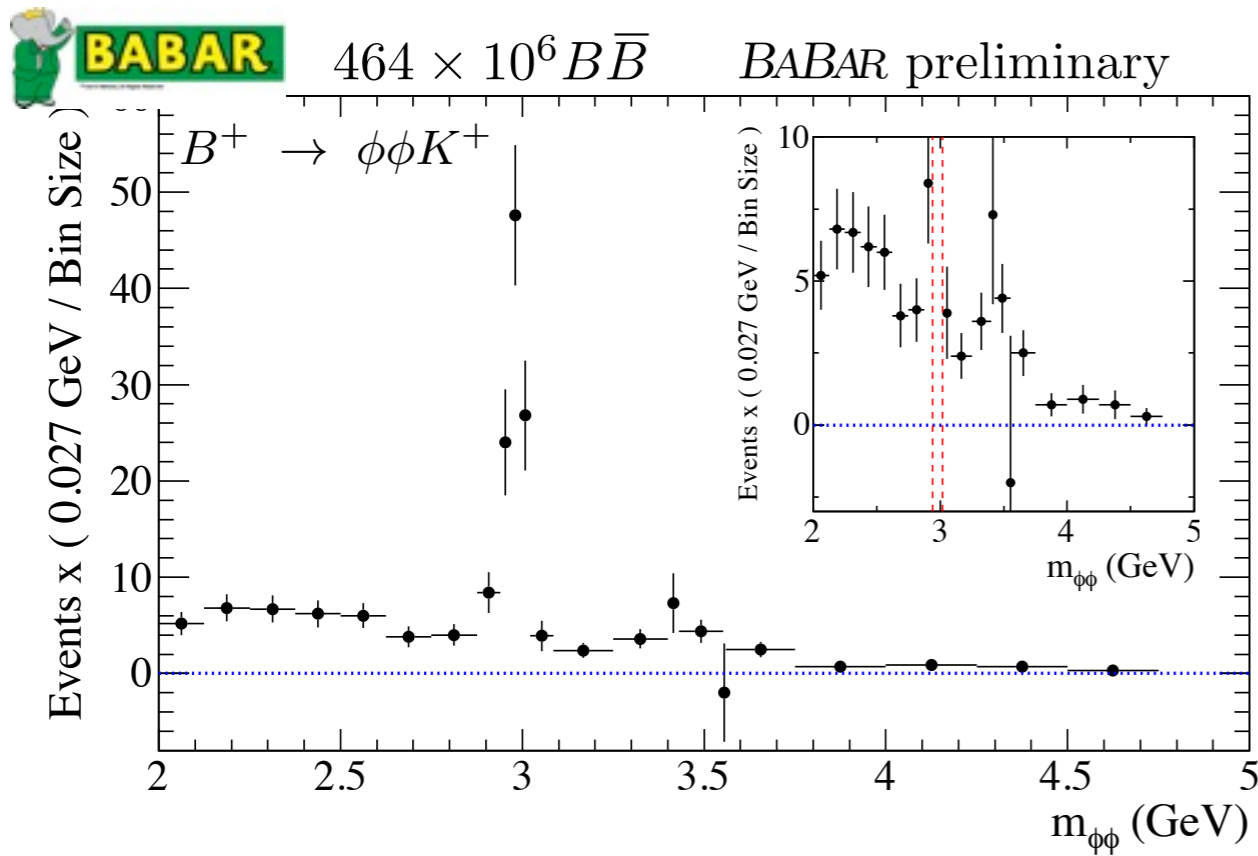 BABAR
464 × 10⁶ BB̅ BABAR preliminary
B⁺ → φφK⁺
Events x ( 0.027 GeV / Bin Size )
50
40
30
20
10
0
2 2.5 3 3.5 4 4.5 5
m_φφ (GeV)
Events x ( 0.027 GeV / Bin Size )
10
5
0
2 3 4 5
m_φφ (GeV)